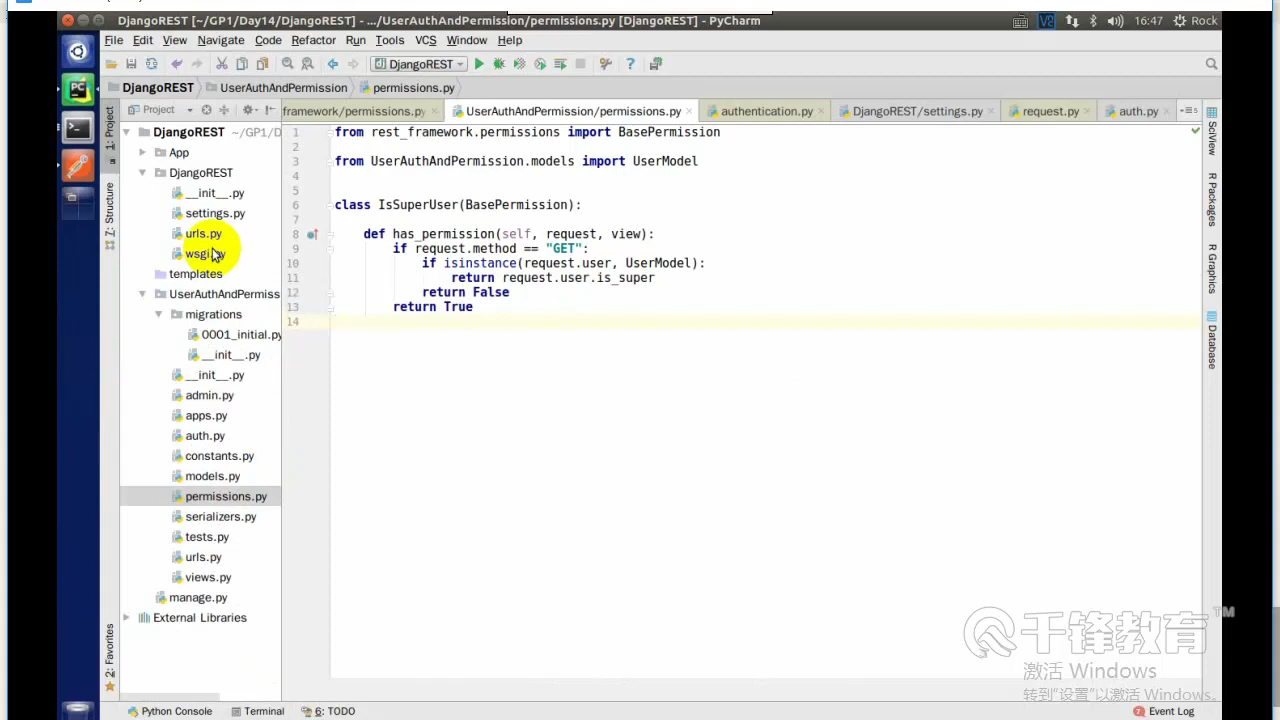 DjangoREST [~/GP1/Day14/DjangoREST] - .../UserAuthAndPermission/permissions.py [DjangoREST] - PyCharm
16:47 Rock
File Edit View Navigate Code Refactor Run Tools VCS Window Help
DjangoREST
DjangoREST UserAuthAndPermission permissions.py
Project
framework/permissions.py UserAuthAndPermission/permissions.py authentication.py DjangoREST/settings.py request.py auth.py
1: Project
7: Structure
2: Favorites
DjangoREST ~/GP1/D
App
DjangoREST
__init__.py
settings.py
urls.py
wsgi.py
templates
UserAuthAndPermiss
migrations
0001_initial.py
__init__.py
__init__.py
admin.py
apps.py
auth.py
constants.py
models.py
permissions.py
serializers.py
tests.py
urls.py
views.py
manage.py
External Libraries
1 from rest_framework.permissions import BasePermission
2
3 from UserAuthAndPermission.models import UserModel
4
5
6 class IsSuperUser(BasePermission):
7
8 def has_permission(self, request, view):
9 if request.method == "GET":
10 if isinstance(request.user, UserModel):
11 return request.user.is_super
12 return False
13 return True
14
SciView
R Packages
R Graphics
Database
千锋教育™
激活 Windows
转到"设置"以激活 Windows。
Python Console Terminal 6: TODO
7 Event Log